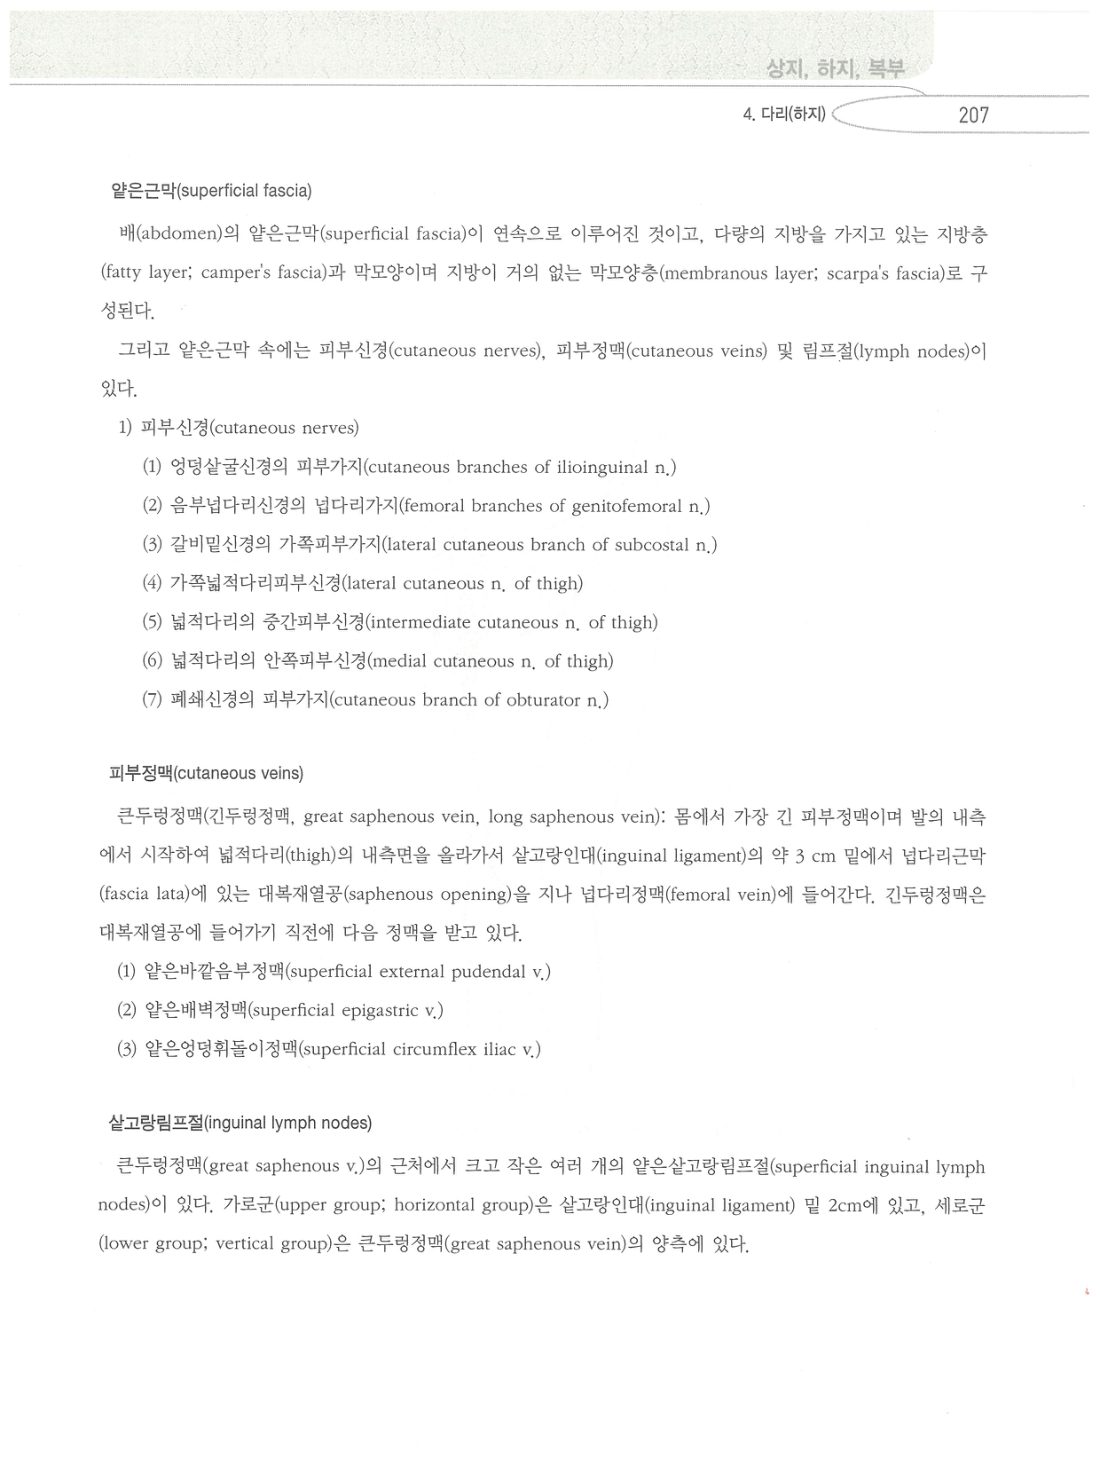 상지, 하지, 복부
4. 다리(하지)
207
얕은근막(superficial fascia)
배(abdomen)의 얕은근막(superficial fascia)이 연속으로 이루어진 것이고, 다량의 지방을 가지고 있는 지방층
(fatty layer; camper's fascia)과 막모양이며 지방이 거의 없는 막모양층(membranous layer; scarpa's fascia)로 구
성된다.
그리고 얕은근막 속에는 피부신경(cutaneous nerves), 피부정맥(cutaneous veins) 및 림프절(lymph nodes)이
있다.
1) 피부신경(cutaneous nerves)
(1) 엉덩샅굴신경의 피부가지(cutaneous branches of ilioinguinal n.)
(2) 음부넙다리신경의 넙다리가지(femoral branches of genitofemoral n.)
(3) 갈비밑신경의 가쪽피부가지(lateral cutaneous branch of subcostal n.)
(4) 가쪽넓적다리피부신경(lateral cutaneous n. of thigh)
(5) 넓적다리의 중간피부신경(intermediate cutaneous n. of thigh)
(6) 넓적다리의 안쪽피부신경(medial cutaneous n. of thigh)
(7) 폐쇄신경의 피부가지(cutaneous branch of obturator n.)
피부정맥(cutaneous veins)
큰두렁정맥(긴두렁정맥, great saphenous vein, long saphenous vein): 몸에서 가장 긴 피부정맥이며 발의 내측
에서 시작하여 넓적다리(thigh)의 내측면을 올라가서 샅고랑인대(inguinal ligament)의 약 3 cm 밑에서 넙다리근막
(fascia lata)에 있는 대복재열공(saphenous opening)을 지나 넙다리정맥(femoral vein)에 들어간다. 긴두렁정맥은
대복재열공에 들어가기 직전에 다음 정맥을 받고 있다.
(1) 얕은바깥음부정맥(superficial external pudendal v.)
(2) 얕은배벽정맥(superficial epigastric v.)
(3) 얕은엉덩휘돌이정맥(superficial circumflex iliac v.)
샅고랑림프절(inguinal lymph nodes)
큰두렁정맥(great saphenous v.)의 근처에서 크고 작은 여러 개의 얕은샅고랑림프절(superficial inguinal lymph
nodes)이 있다. 가로군(upper group; horizontal group)은 샅고랑인대(inguinal ligament) 밑 2cm에 있고, 세로군
(lower group; vertical group)은 큰두렁정맥(great saphenous vein)의 양측에 있다.